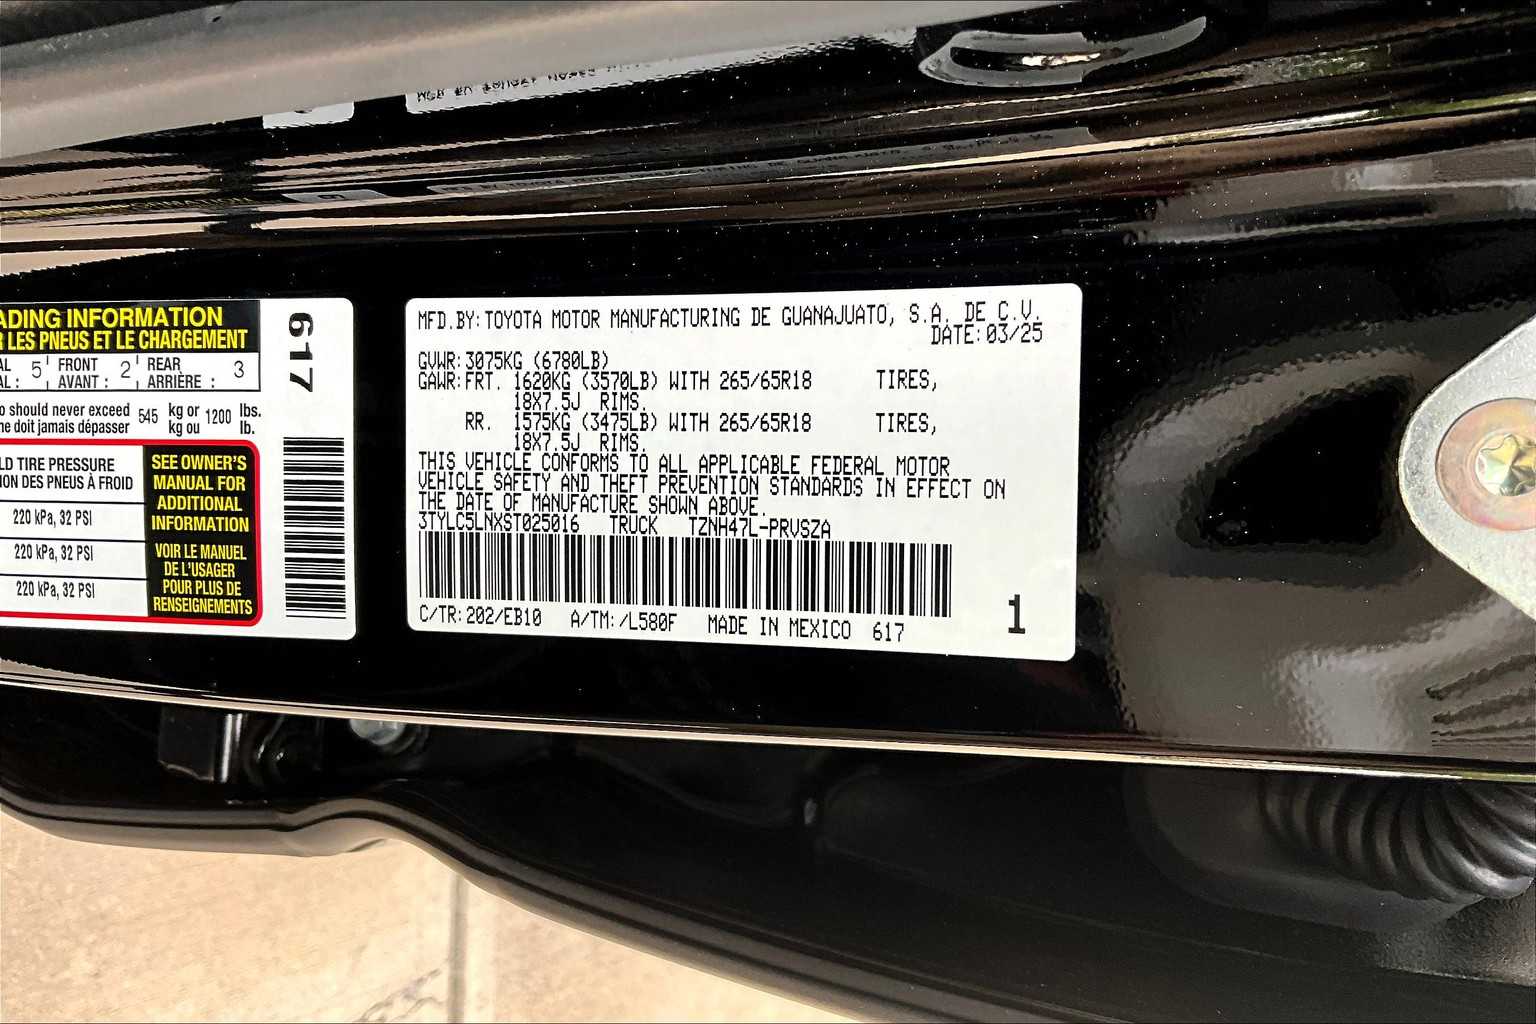 ADING INFORMATION
R LES PNEUS ET LE CHARGEMENT
AL 5 FRONT 2 REAR 3
AL : AVANT : ARRIÈRE :
o should never exceed 545 kg or 1200 lbs.
ne doit jamais dépasser kg ou lb.
LD TIRE PRESSURE
ION DES PNEUS À FROID
220 kPa, 32 PSI
220 kPa, 32 PSI
220 kPa, 32 PSI
SEE OWNER'S
MANUAL FOR
ADDITIONAL
INFORMATION
VOIR LE MANUEL
DE L'USAGER
POUR PLUS DE
RENSEIGNEMENTS
617
MFD.BY:TOYOTA MOTOR MANUFACTURING DE GUANAJUATO, S.A. DE C.V.
DATE:03/25
GVWR:3075KG (6780LB)
GAWR:FRT. 1620KG (3570LB) WITH 265/65R18 TIRES,
18X7.5J RIMS.
RR. 1575KG (3475LB) WITH 265/65R18 TIRES,
18X7.5J RIMS.
THIS VEHICLE CONFORMS TO ALL APPLICABLE FEDERAL MOTOR
VEHICLE SAFETY AND THEFT PREVENTION STANDARDS IN EFFECT ON
THE DATE OF MANUFACTURE SHOWN ABOVE.
3TYLC5LNXST025016 TRUCK TZNH47L-PRVSZA
C/TR:202/EB10 A/TM:/L580F MADE IN MEXICO 617
1